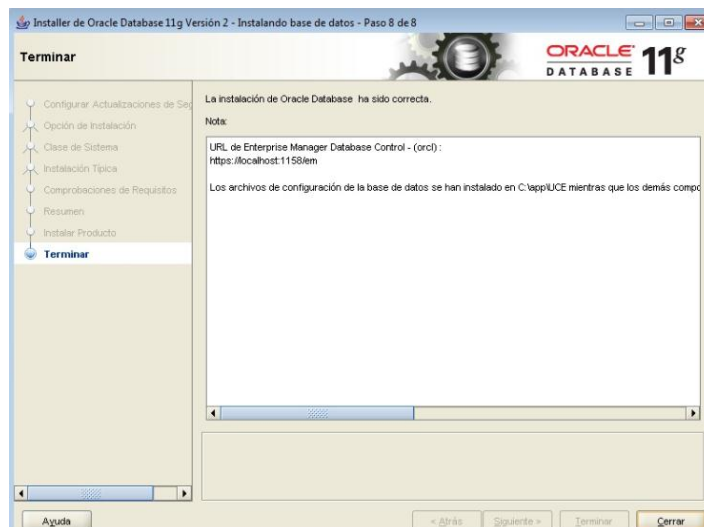 Installer de Oracle Database 11g Versión 2 - Instalando base de datos - Paso 8 de 8
Terminar
ORACLE
DATABASE 11g
Configurar Actualizaciones de Seg
Opción de Instalación
Clase de Sistema
Instalación Típica
Comprobaciones de Requisitos
Resumen
Instalar Producto
Terminar
La instalación de Oracle Database ha sido correcta.
Nota:
URL de Enterprise Manager Database Control - (orcl) :
https://localhost:1158/em
Los archivos de configuración de la base de datos se han instalado en C:\app\UCE mientras que los demás compo
Ayuda
< Atrás
Siguiente >
Terminar
Cerrar